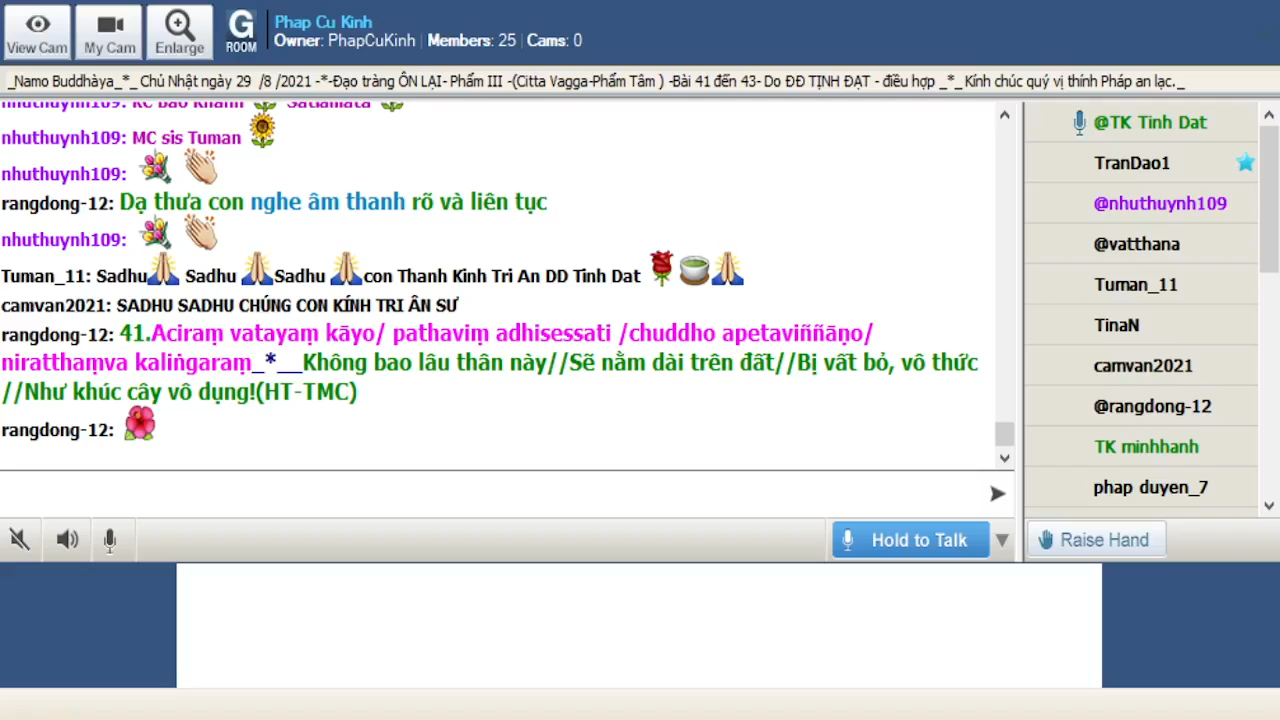 View Cam
My Cam
Enlarge
G
ROOM
Phap Cu Kinh
Owner: PhapCuKinh | Members: 25 | Cams: 0
_Namo Buddhàya_*_ Chủ Nhật ngày 29 /8 /2021 -*-Đạo tràng ÔN LẠI- Phẩm III -(Citta Vagga-Phẩm Tâm ) -Bài 41 đến 43- Do ĐĐ TỊNH ĐẠT - điều hợp _*_Kính chúc quý vị thính Pháp an lạc._
nhuthuynh109: KC bao Khanh Satiamata
nhuthuynh109: MC sis Tuman
nhuthuynh109:
rangdong-12: Dạ thưa con nghe âm thanh rõ và liên tục
nhuthuynh109:
Tuman_11: Sadhu Sadhu Sadhu con Thanh Kinh Tri An DD Tinh Dat
camvan2021: SADHU SADHU CHÚNG CON KÍNH TRI ÂN SƯ
rangdong-12: 41.Aciraṃ vatayaṃ kāyo/ pathaviṃ adhisessati /chuddho apetaviññāṇo/
niratthaṃva kaliṅgaraṃ_*__Không bao lâu thân này//Sẽ nằm dài trên đất//Bị vất bỏ, vô thức
//Như khúc cây vô dụng!(HT-TMC)
rangdong-12:
@TK Tinh Dat
TranDao1
@nhuthuynh109
@vatthana
Tuman_11
TinaN
camvan2021
@rangdong-12
TK minhhanh
phap duyen_7
Hold to Talk
Raise Hand